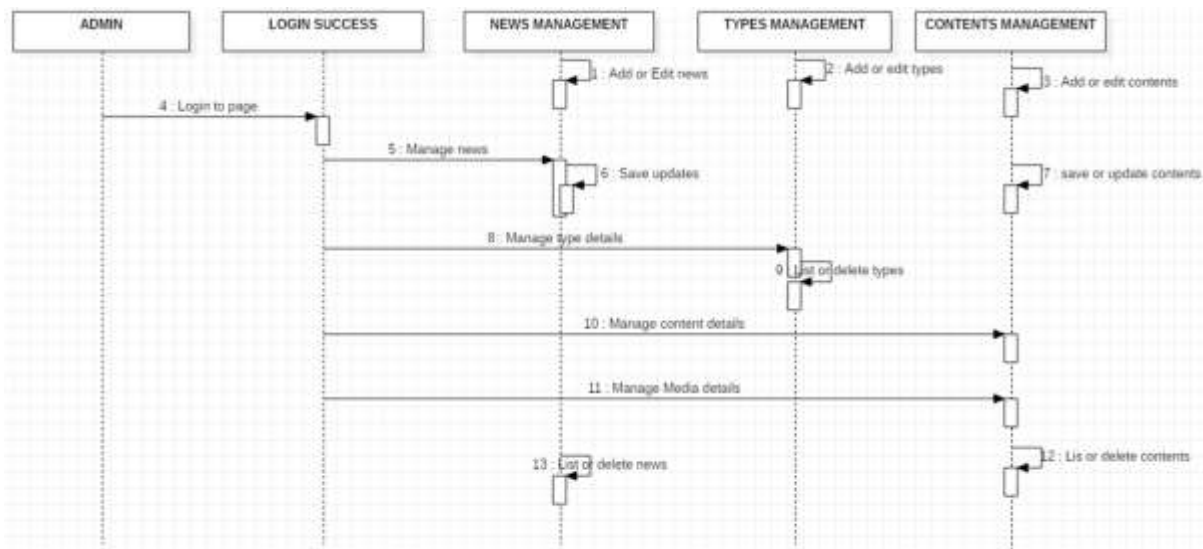 ADMIN
LOGIN SUCCESS
NEWS MANAGEMENT
TYPES MANAGEMENT
CONTENTS MANAGEMENT
1 : Add or Edit news
2 : Add or edit types
3 : Add or edit contents
4 : Login to page
5 : Manage news
6 : Save updates
7 : save or update contents
8 : Manage type details
9 : List or delete types
10 : Manage content details
11 : Manage Media details
12 : Lis or delete contents
13 : List or delete news